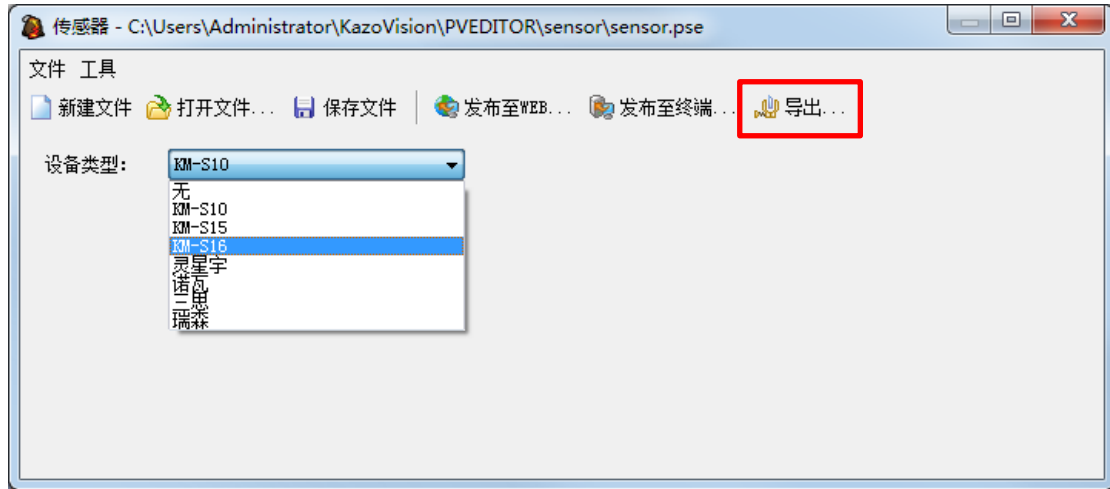 传感器 - C:\Users\Administrator\KazoVision\PVEDITOR\sensor\sensor.pse
文件 工具
新建文件 打开文件... 保存文件 发布至WEB... 发布至终端... 导出...
设备类型: KM-S10
无
KM-S10
KM-S15
KM-S16
灵星宇
诺瓦
三思
瑞森